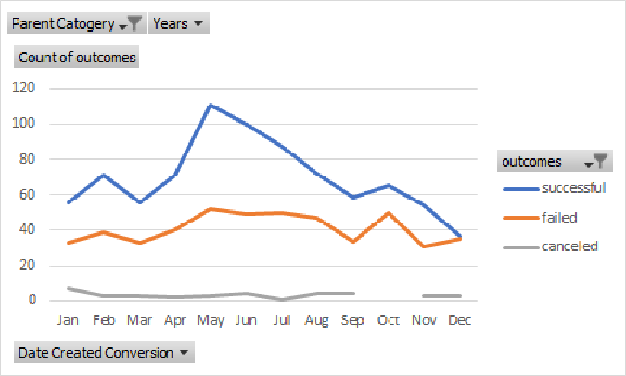 Parent Catogery Years
Count of outcomes
120
100
80
60
40
20
0
Jan Feb Mar Apr May Jun Jul Aug Sep Oct Nov Dec
outcomes
successful
failed
canceled
Date Created Conversion